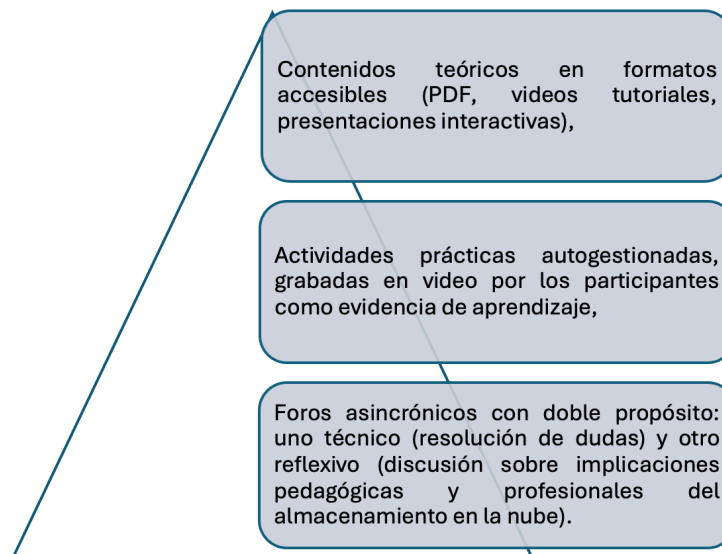 Contenidos teóricos en formatos
accesibles (PDF, videos tutoriales,
presentaciones interactivas),
Actividades prácticas autogestionadas,
grabadas en video por los participantes
como evidencia de aprendizaje,
Foros asincrónicos con doble propósito:
uno técnico (resolución de dudas) y otro
reflexivo (discusión sobre implicaciones
pedagógicas y profesionales del
almacenamiento en la nube).